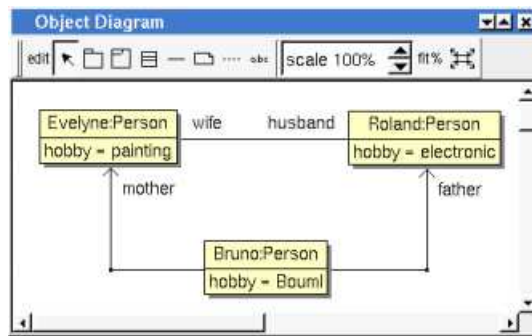 Object Diagram
edit abc scale 100% fit%
Evelyne:Person wife husband Roland:Person
hobby = painting hobby = electronic
mother father
Bruno:Person
hobby = Bouml